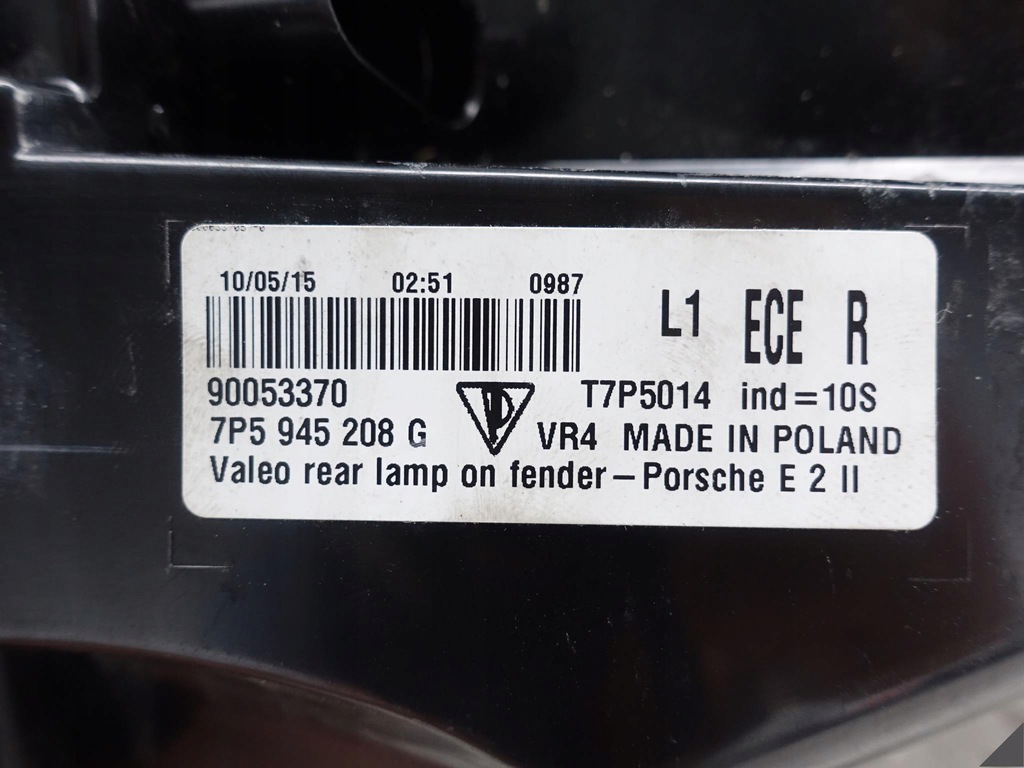 10/05/15 02:51 0987
L1 ECE R
90053370 T7P5014 ind=10S
7P5 945 208 G VR4 MADE IN POLAND
Valeo rear lamp on fender-Porsche E 2 II